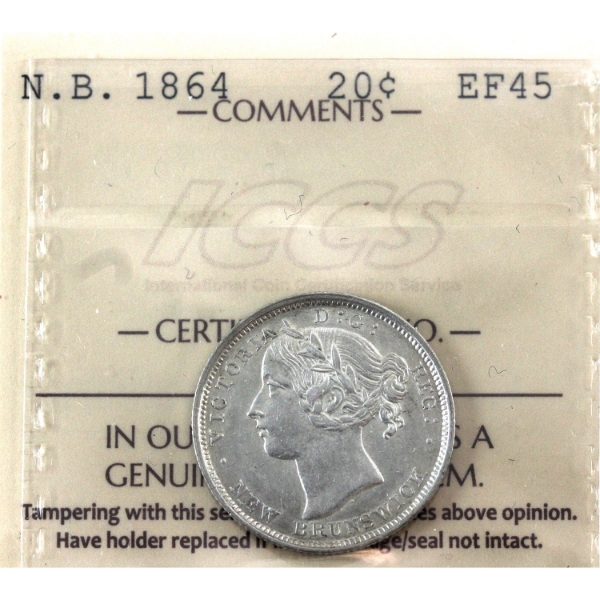 N.B. 1864 20¢ EF45
—COMMENTS—
ICCS
International Coin Certification Service
— CERTI O. —
IN OU S A
GENUI EM.
Tampering with this se es above opinion.
Have holder replaced i ge/seal not intact.
VICTORIA D:G: REG:
NEW BRUNSWICK